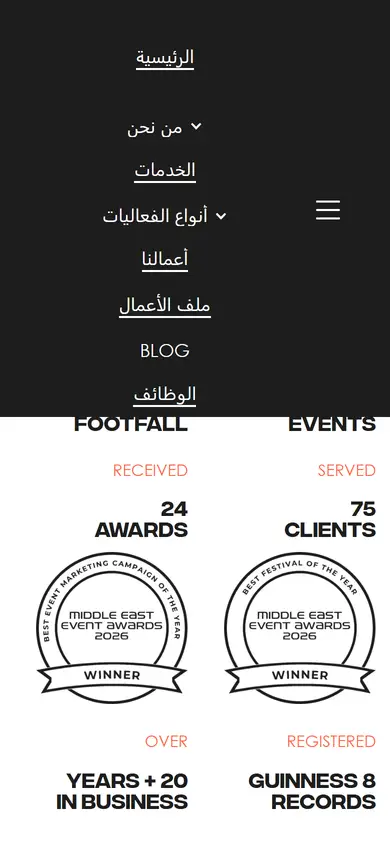 الرئيسية
من نحن
الخدمات
أنواع الفعاليات
أعمالنا
ملف الأعمال
BLOG
الوظائف
EVENTS
FOOTFALL
SERVED
75
CLIENTS
RECEIVED
24
AWARDS
BEST FESTIVAL OF THE YEAR
MIDDLE EAST
EVENT AWARDS
2026
WINNER
BEST EVENT MARKETING CAMPAIGN OF THE YEAR
MIDDLE EAST
EVENT AWARDS
2026
WINNER
REGISTERED
GUINNESS 8
RECORDS
OVER
YEARS + 20
IN BUSINESS